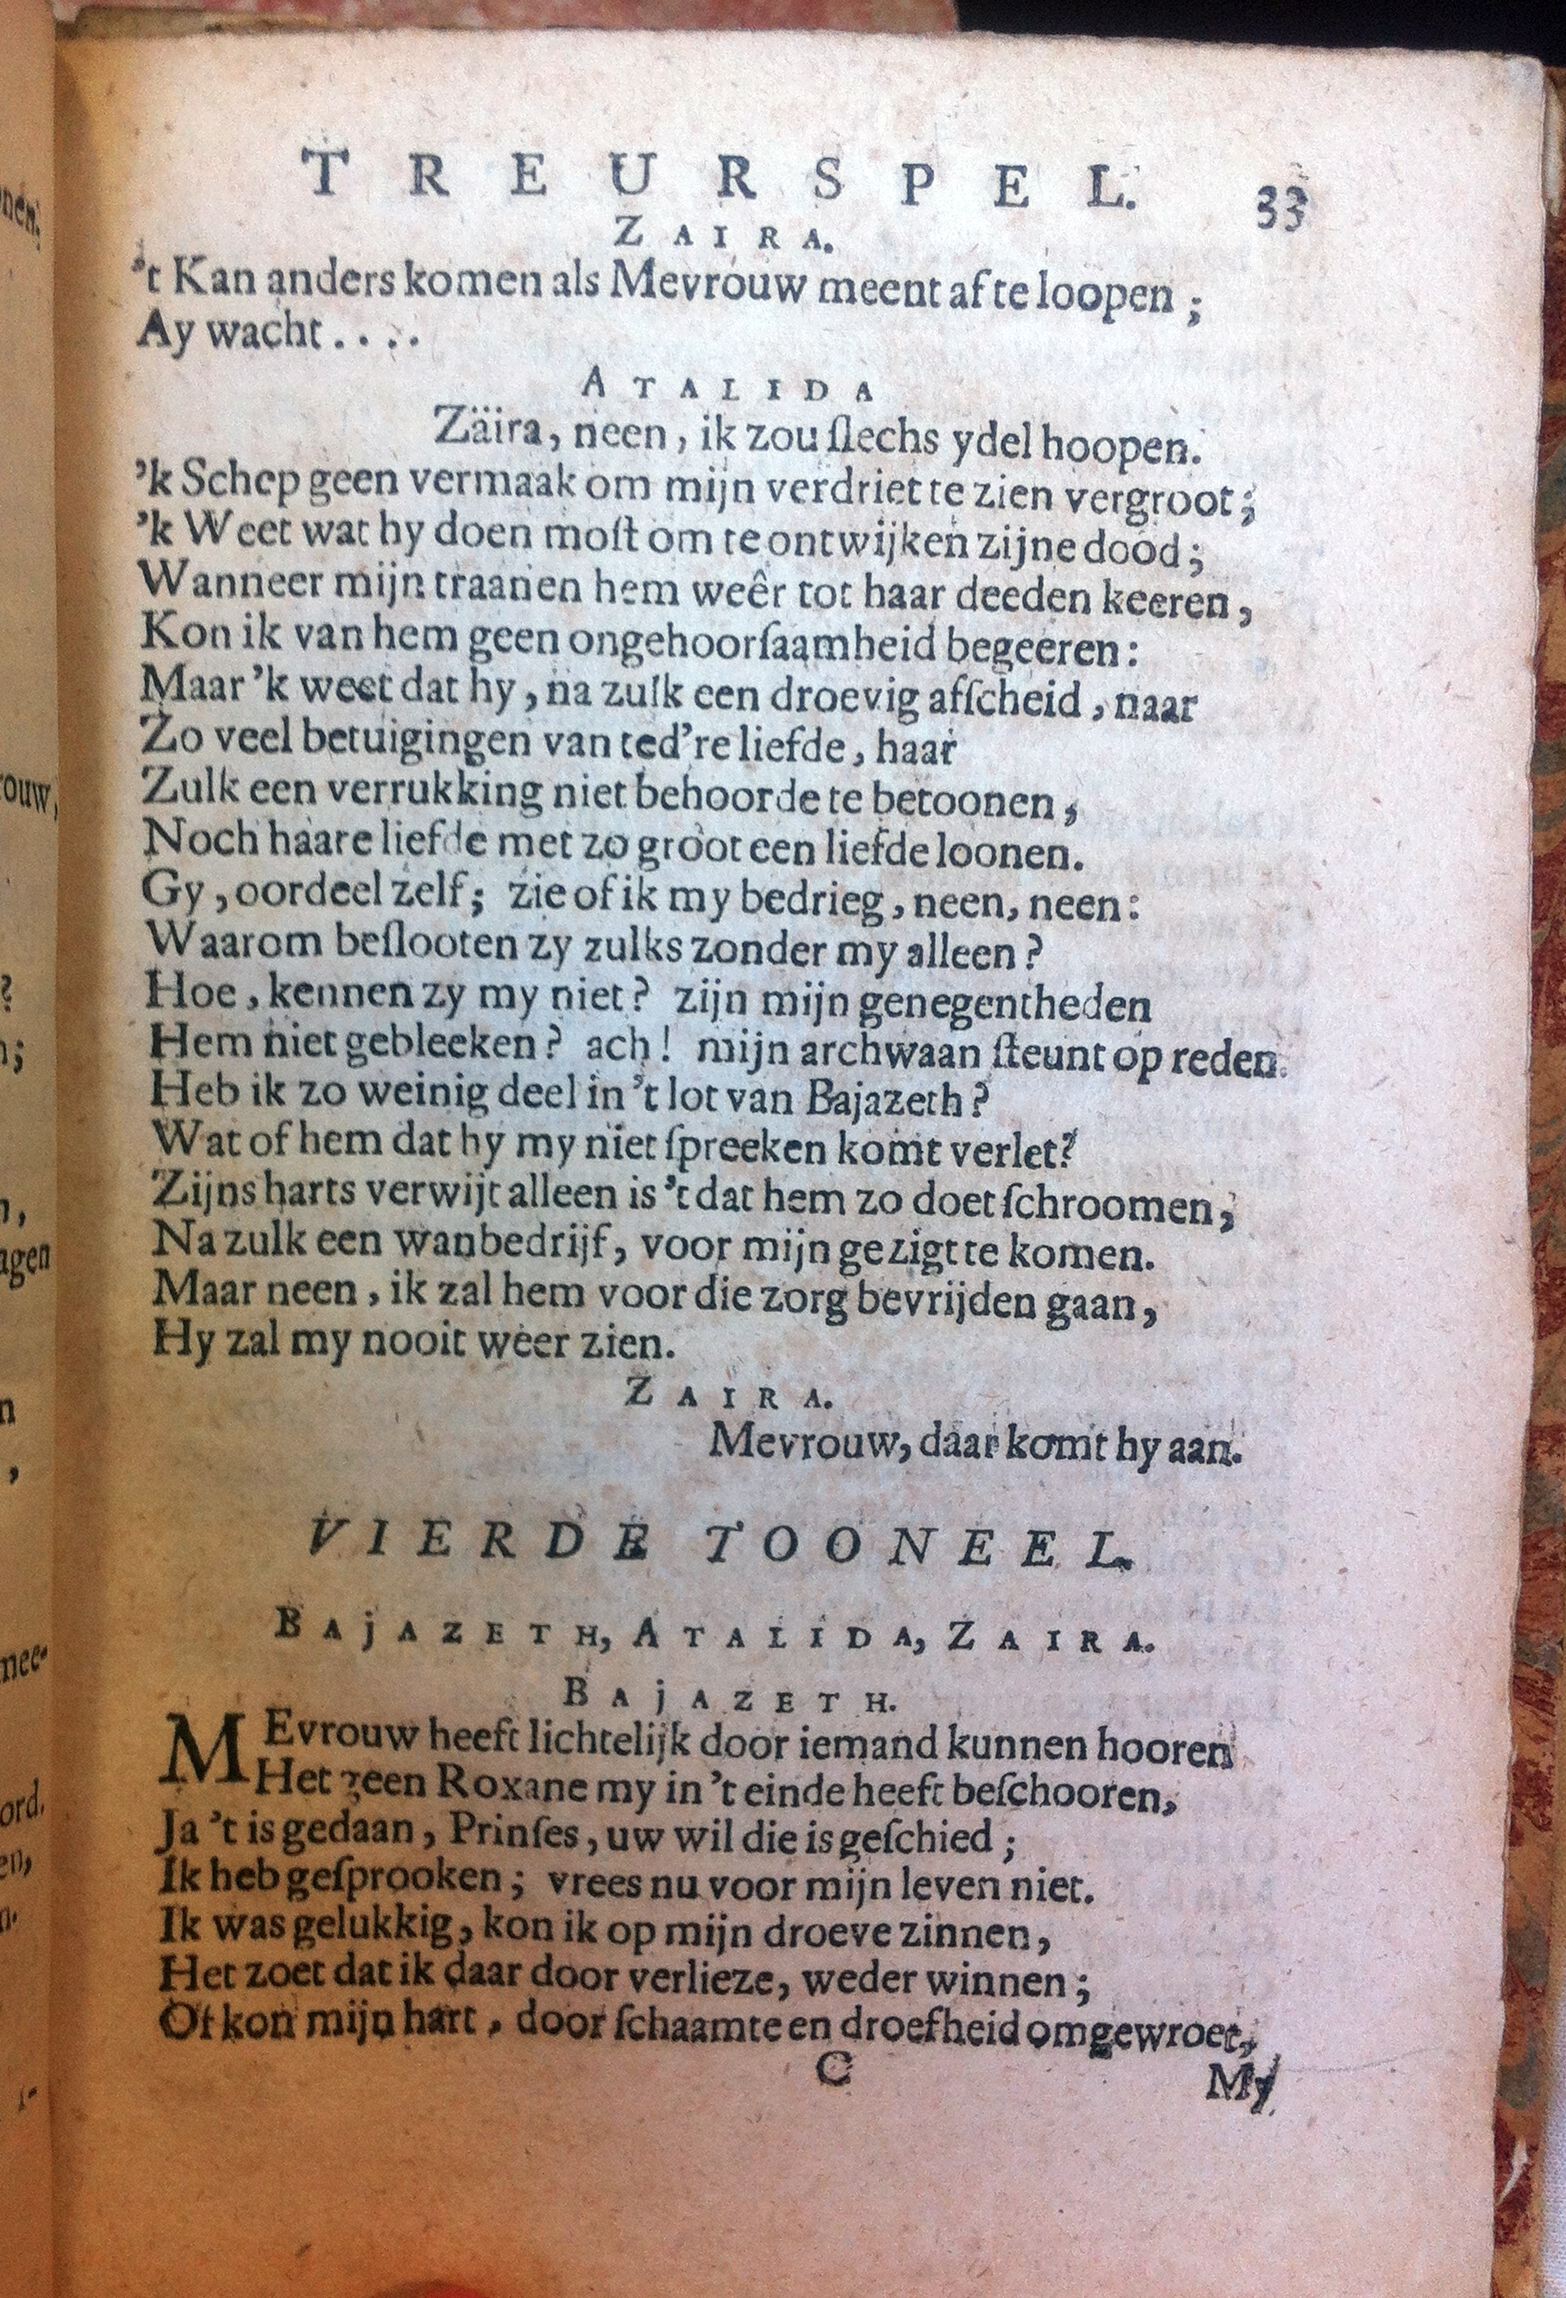 TREURSPEL. 33
ZAIRA.
't Kan anders komen als Mevrouw meent af te loopen;
Ay wacht....
ATALIDA
Zäira, neen, ik zou ſlechs ydel hoopen.
'k Schep geen vermaak om mijn verdriet te zien vergroot;
'k Weet wat hy doen moſt om te ontwijken zijne dood;
Wanneer mijn traanen hem weêr tot haar deeden keeren,
Kon ik van hem geen ongehoorſaamheid begeeren:
Maar 'k weet dat hy, na zulk een droevig afſcheid, naar
Zo veel betuigingen van ted're liefde, haar
Zulk een verrukking niet behoorde te betoonen,
Noch haare liefde met zo groot een liefde loonen.
Gy, oordeel zelf; zie of ik my bedrieg, neen, neen:
Waarom beſlooten zy zulks zonder my alleen?
Hoe, kennen zy my niet? zijn mijn genegentheden
Hem niet gebleeken? ach! mijn archwaan ſteunt op reden.
Heb ik zo weinig deel in 't lot van Bajazeth?
Wat of hem dat hy my niet ſpreeken komt verlet?
Zijns harts verwijt alleen is 't dat hem zo doet ſchroomen,
Na zulk een wanbedrijf, voor mijn gezigt te komen.
Maar neen, ik zal hem voor die zorg bevrijden gaan,
Hy zal my nooit weer zien.
ZAIRA.
Mevrouw, daar komt hy aan.
VIERDE TOONEEL.
BAJAZETH, ATALIDA, ZAIRA.
BAJAZETH.
MEvrouw heeft lichtelijk door iemand kunnen hooren
Het geen Roxane my in 't einde heeft beſchooren,
Ja 't is gedaan, Prinſes, uw wil die is geſchied;
Ik heb geſprooken; vrees nu voor mijn leven niet.
Ik was gelukkig, kon ik op mijn droeve zinnen,
Het zoet dat ik daar door verlieze, weder winnen;
Of kon mijn hart, door ſchaamte en droefheid omgewroet,
C My